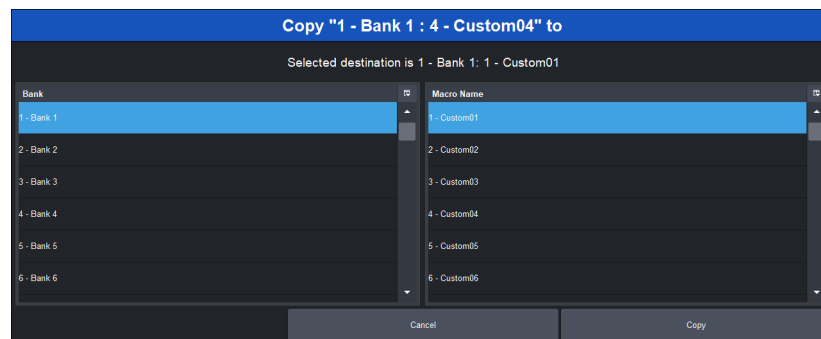 Copy "1 - Bank 1 : 4 - Custom04" to
Selected destination is 1 - Bank 1: 1 - Custom01
Bank
1 - Bank 1
2 - Bank 2
3 - Bank 3
4 - Bank 4
5 - Bank 5
6 - Bank 6
Macro Name
1 - Custom01
2 - Custom02
3 - Custom03
4 - Custom04
5 - Custom05
6 - Custom06
Cancel
Copy